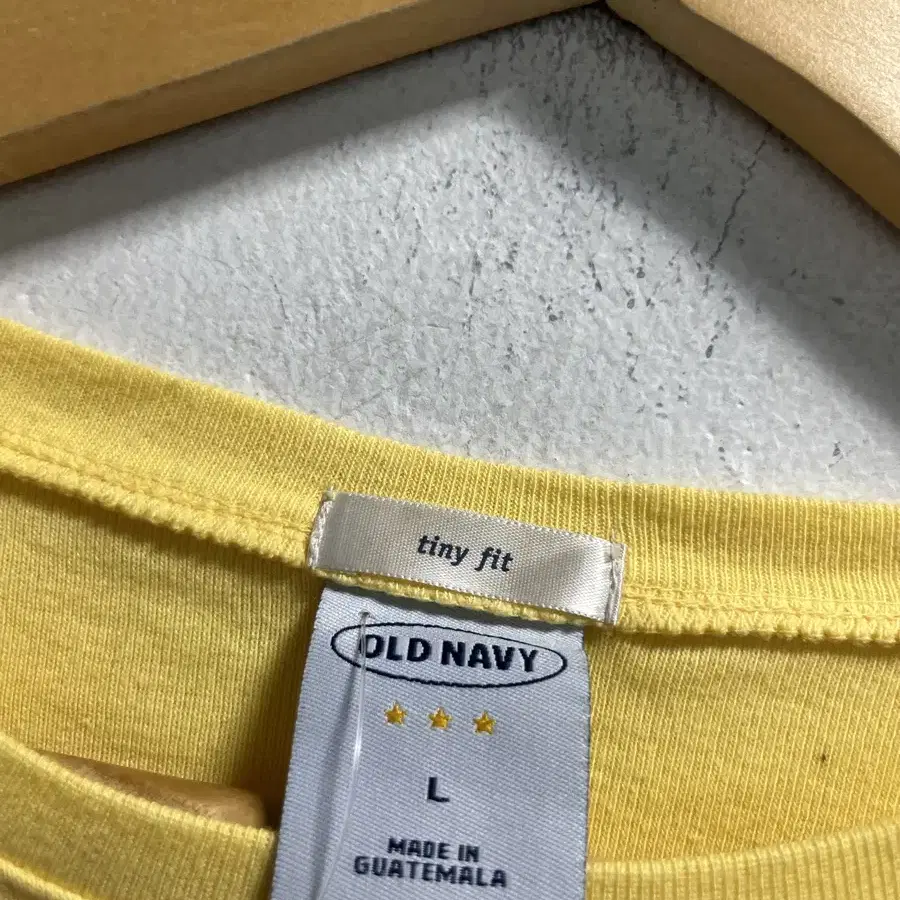 tiny fit
OLD NAVY
L
MADE IN
GUATEMALA